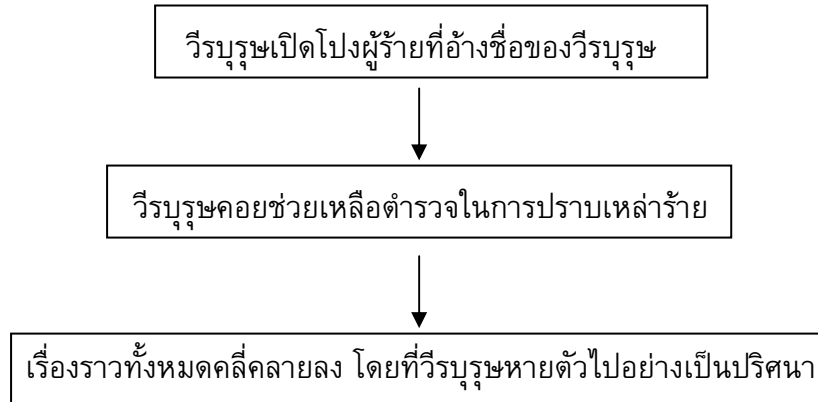 วีรบุรุษเปิดโปงผู้ร้ายที่อ้างชื่อของวีรบุรุษ
วีรบุรุษคอยช่วยเหลือตำรวจในการปราบเหล่าร้าย
เรื่องราวทั้งหมดคลี่คลายลง โดยที่วีรบุรุษหายตัวไปอย่างเป็นปริศนา